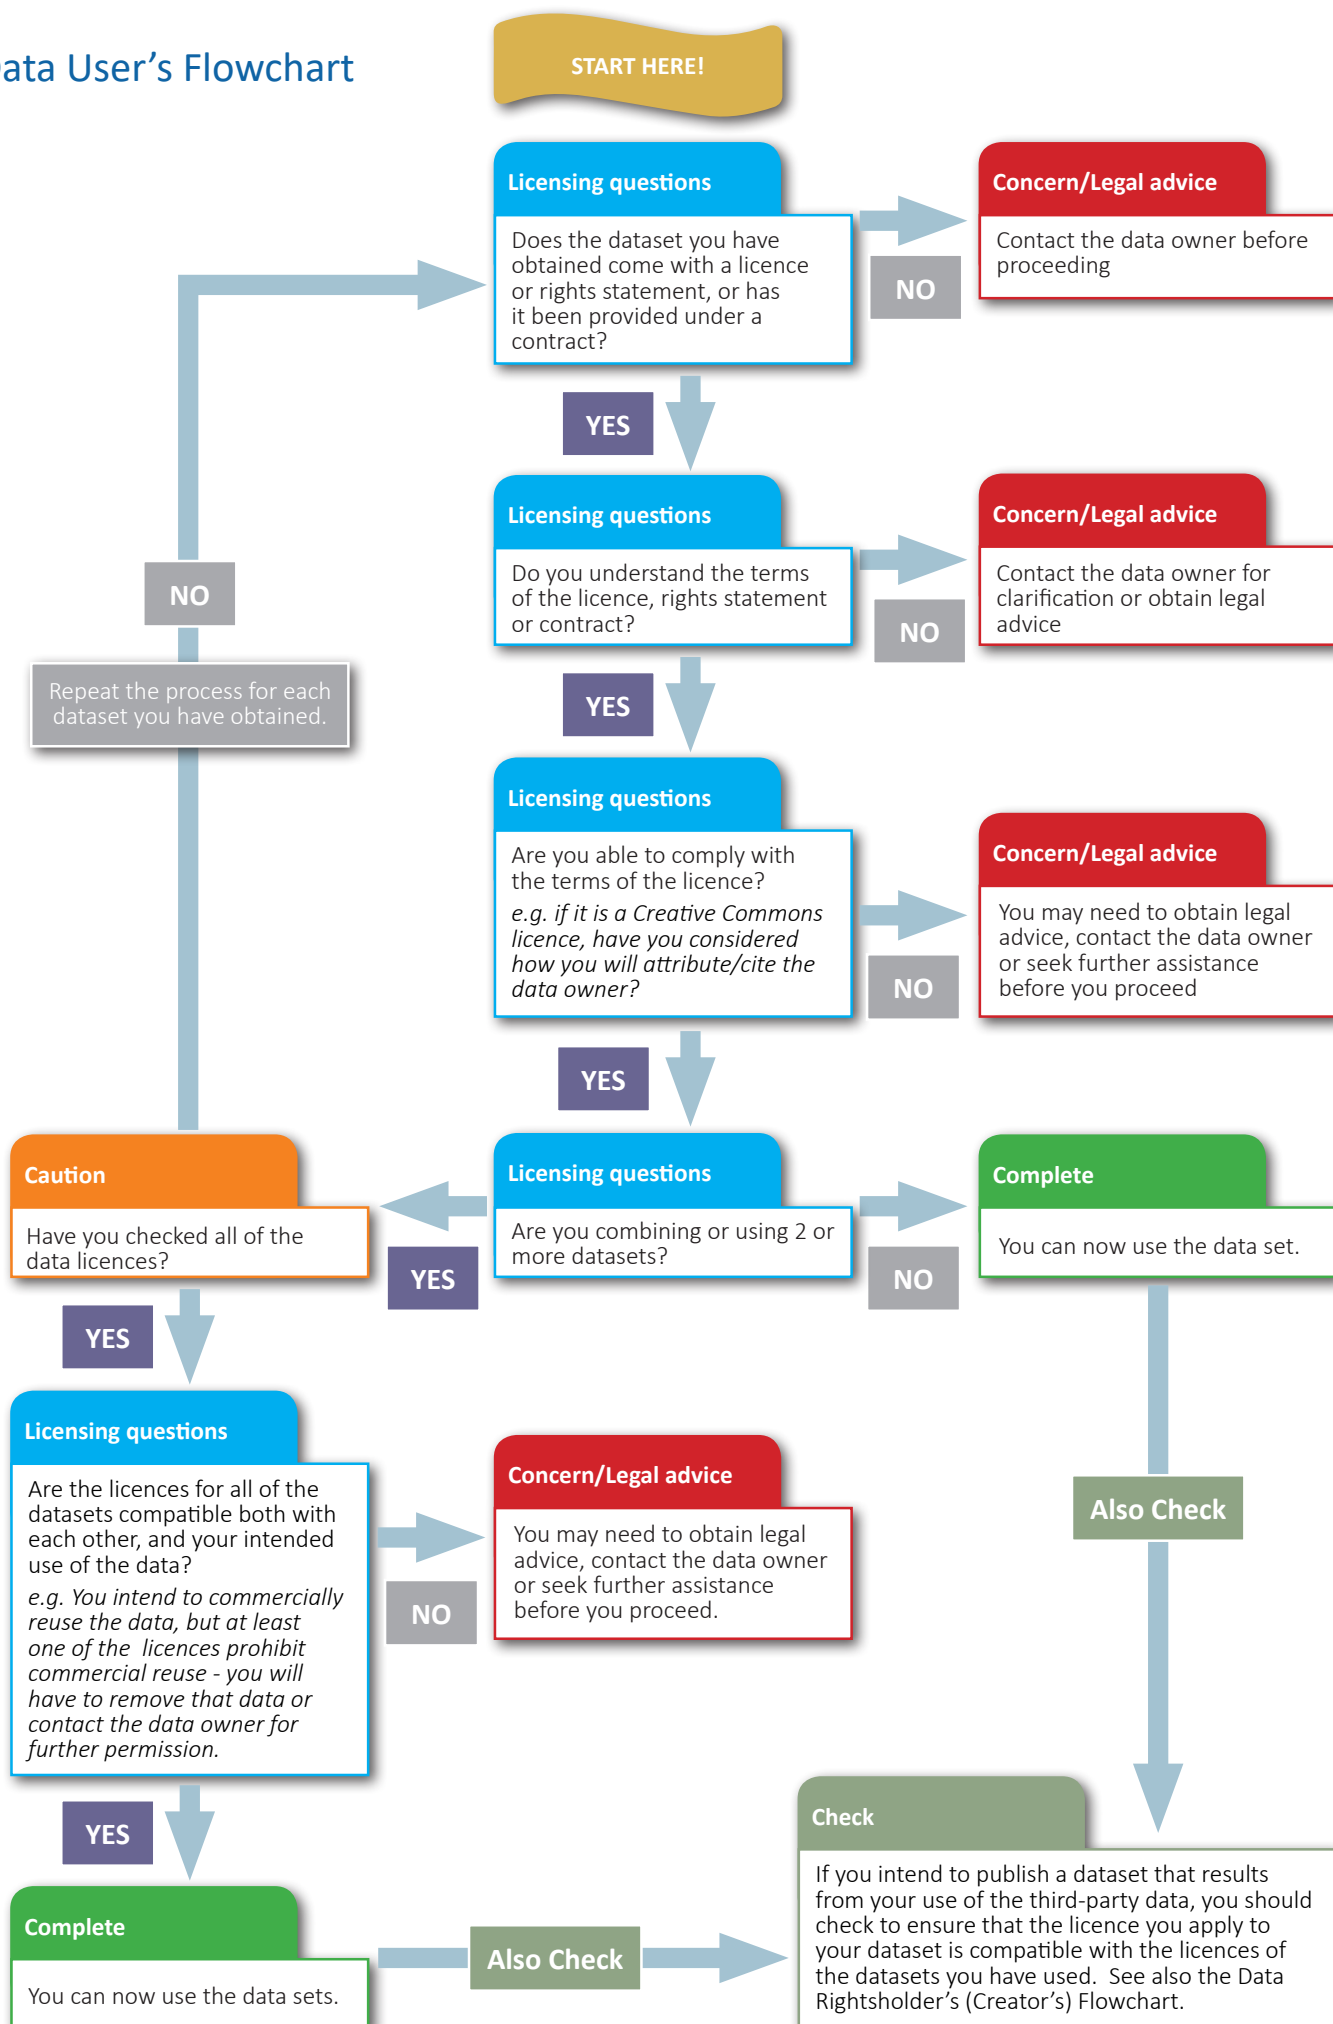 ata User's Flowchart
START HERE!
Licensing questions
Does the dataset you have
obtained come with a licence
or rights statement, or has
it been provided under a
contract?
NO
Concern/Legal advice
Contact the data owner before
proceeding
YES
Licensing questions
Do you understand the terms
of the licence, rights statement
or contract?
NO
Concern/Legal advice
Contact the data owner for
clarification or obtain legal
advice
NO
Repeat the process for each
dataset you have obtained.
YES
Licensing questions
Are you able to comply with
the terms of the licence?
e.g. if it is a Creative Commons
licence, have you considered
how you will attribute/cite the
data owner?
NO
Concern/Legal advice
You may need to obtain legal
advice, contact the data owner
or seek further assistance
before you proceed
YES
Licensing questions
Are you combining or using 2 or
more datasets?
NO
Complete
You can now use the data set.
YES
Caution
Have you checked all of the
data licences?
YES
Licensing questions
Are the licences for all of the
datasets compatible both with
each other, and your intended
use of the data?
e.g. You intend to commercially
reuse the data, but at least
one of the  licences prohibit
commercial reuse - you will
have to remove that data or
contact the data owner for
further permission.
NO
Concern/Legal advice
You may need to obtain legal
advice, contact the data owner
or seek further assistance
before you proceed.
Also Check
YES
Complete
You can now use the data sets.
Also Check
Check
If you intend to publish a dataset that results
from your use of the third-party data, you should
check to ensure that the licence you apply to
your dataset is compatible with the licences of
the datasets you have used.  See also the Data
Rightsholder's (Creator's) Flowchart.